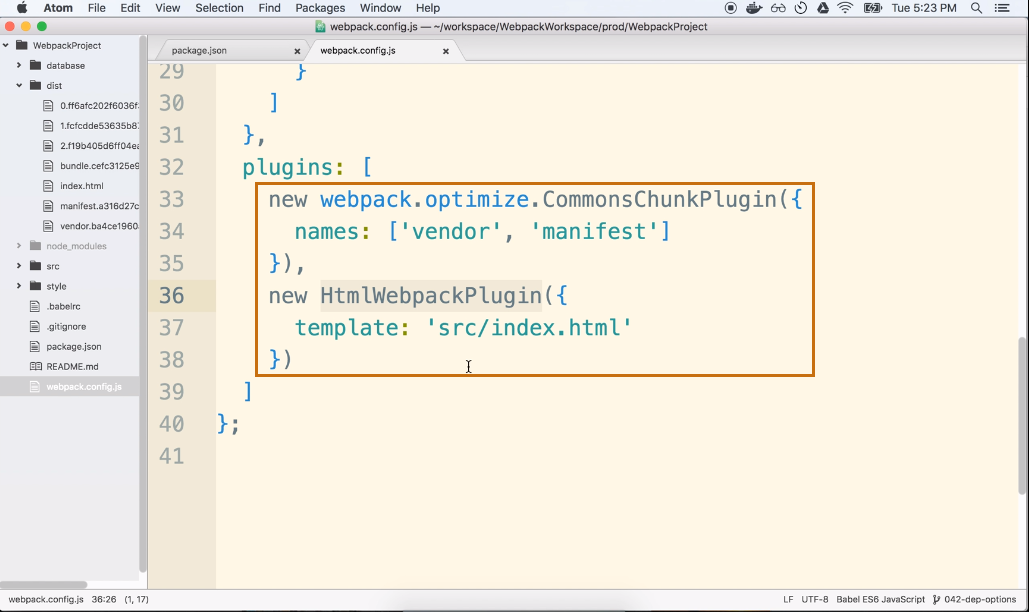 Atom File Edit View Selection Find Packages Window Help Tue 5:23 PM
webpack.config.js — ~/workspace/WebpackWorkspace/prod/WebpackProject
WebpackProject
database
dist
0.ff6afc202f6036f
1.fcfcdde53635b8
2.f19b405d6ff04ea
bundle.cefc3125e9
index.html
manifest.a316d27c
vendor.ba4ce1960
node_modules
src
style
.babelrc
.gitignore
package.json
README.md
webpack.config.js
package.json × webpack.config.js ×
29 }
30 ]
31 },
32 plugins: [
33 new webpack.optimize.CommonsChunkPlugin({
34 names: ['vendor', 'manifest']
35 }),
36 new HtmlWebpackPlugin({
37 template: 'src/index.html'
38 })
39 ]
40 };
41
webpack.config.js 36:26 (1, 17) LF UTF-8 Babel ES6 JavaScript 042-dep-options